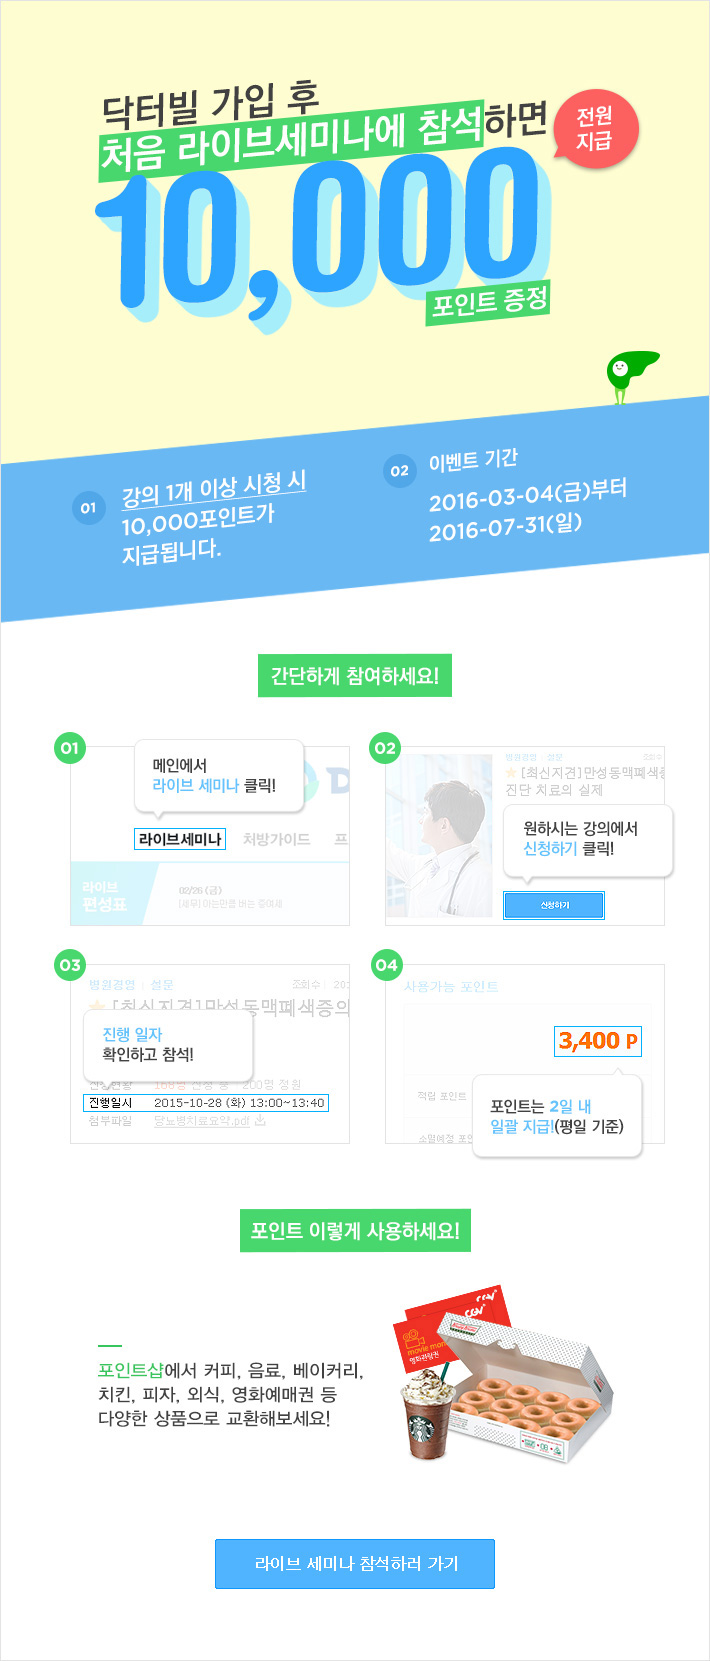 닥터빌 가입 후
처음 라이브세미나에 참석하면
전원
지급
10,000
포인트 증정
01
강의 1개 이상 시청 시
10,000포인트가
지급됩니다.
02
이벤트 기간
2016-03-04(금)부터
2016-07-31(일)
간단하게 참여하세요!
01
메인에서
라이브 세미나 클릭!
D
라이브세미나 처방가이드 프
라이브
편성표
02/26 (금)
[세무] 아는만큼 버는 중여세
02
병원경영 | 설문 조회수
★ [최신지견]만성동맥폐색증
진단 치료의 실제
원하시는 강의에서
신청하기 클릭!
신청하기
03
병원경영 | 설문 조회수 | 20
★ [최신지견]만성동맥폐색증의
진행 일자
확인하고 참석!
신청현황 168명 신청 중 200명 정원
진행일시 2015-10-28 (화) 13:00~13:40
첨부파일 당뇨병치료요약.pdf
04
사용가능 포인트
3,400 P
적립 포인트
포인트는 2일 내
일괄 지급!(평일 기준)
소멸예정 포인
포인트 이렇게 사용하세요!
포인트샵에서 커피, 음료, 베이커리,
치킨, 피자, 외식, 영화예매권 등
다양한 상품으로 교환해보세요!
CGV
CGV
영화관람권
라이브 세미나 참석하러 가기